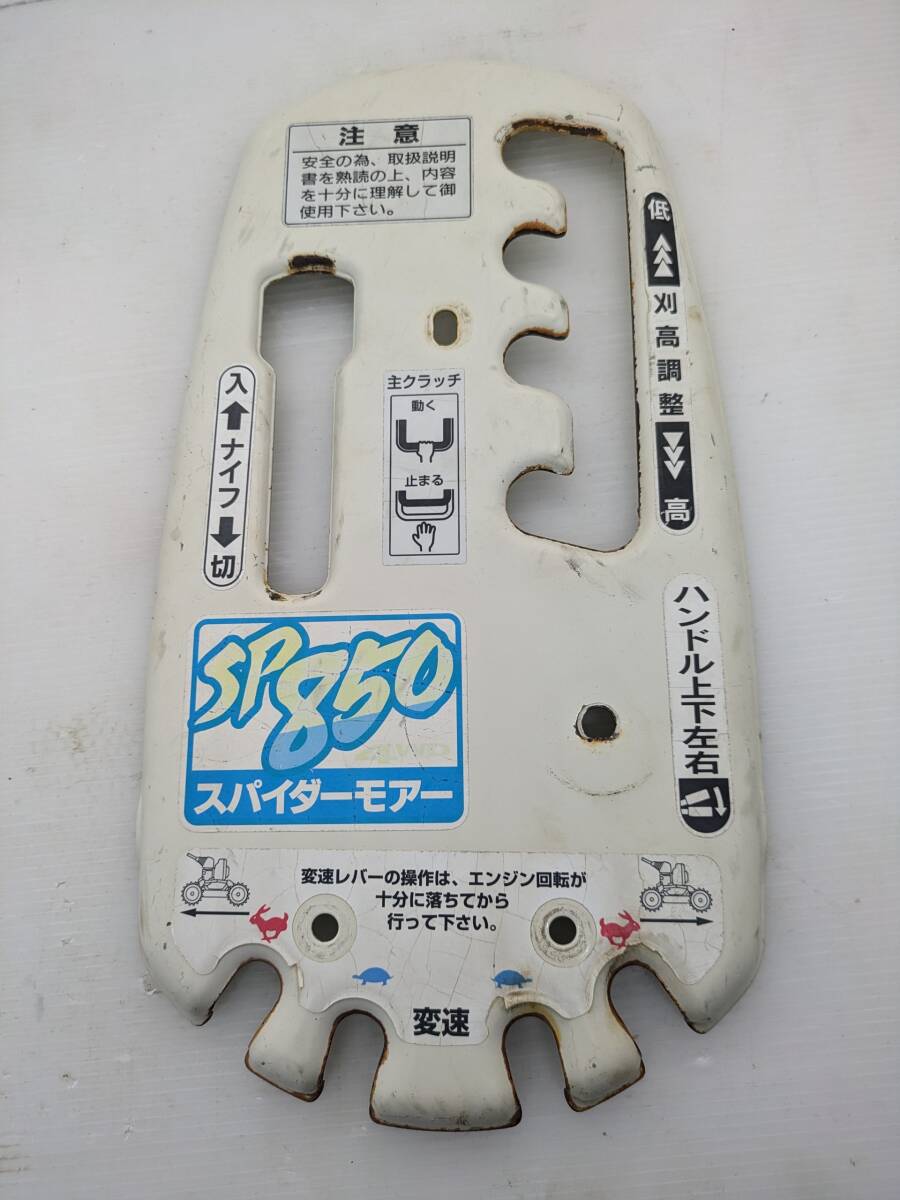 注意
安全の為、取扱説明
書を熟読の上、内容
を十分に理解して御
使用下さい。
低
刈高調整
高
主クラッチ
動く
止まる
入
ナイフ
切
ハンドル上下左右
SP850
スパイダーモアー
変速レバーの操作は、エンジン回転が
十分に落ちてから
行って下さい。
変速